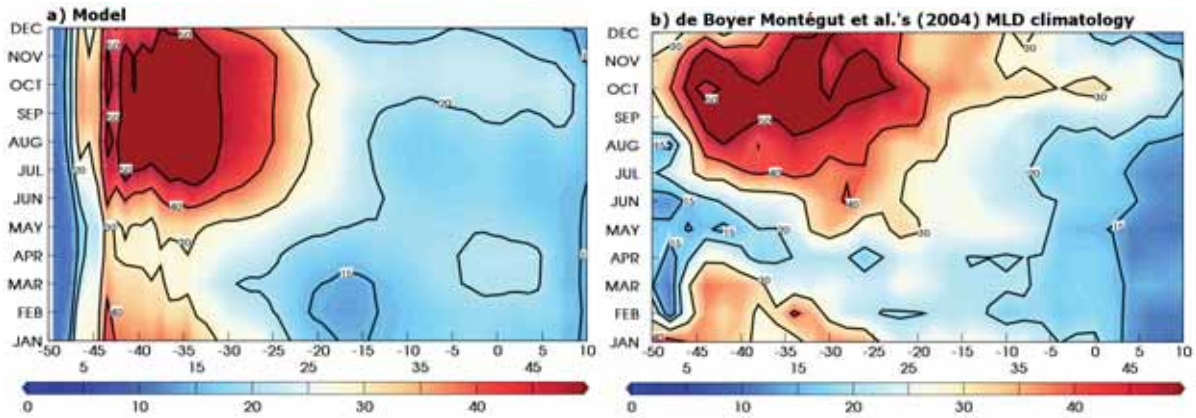 a) Model
DEC
NOV
OCT
SEP
AUG
JUL
JUN
MAY
APR
MAR
FEB
JAN
-50 -45 -40 -35 -30 -25 -20 -15 -10 -5 0 5 10
5 15 25 35 45
0 10 20 30 40
b) de Boyer Montégut et al.'s (2004) MLD climatology
DEC
NOV
OCT
SEP
AUG
JUL
JUN
MAY
APR
MAR
FEB
JAN
-50 -45 -40 -35 -30 -25 -20 -15 -10 -5 0 5 10
5 15 25 35 45
0 10 20 30 40